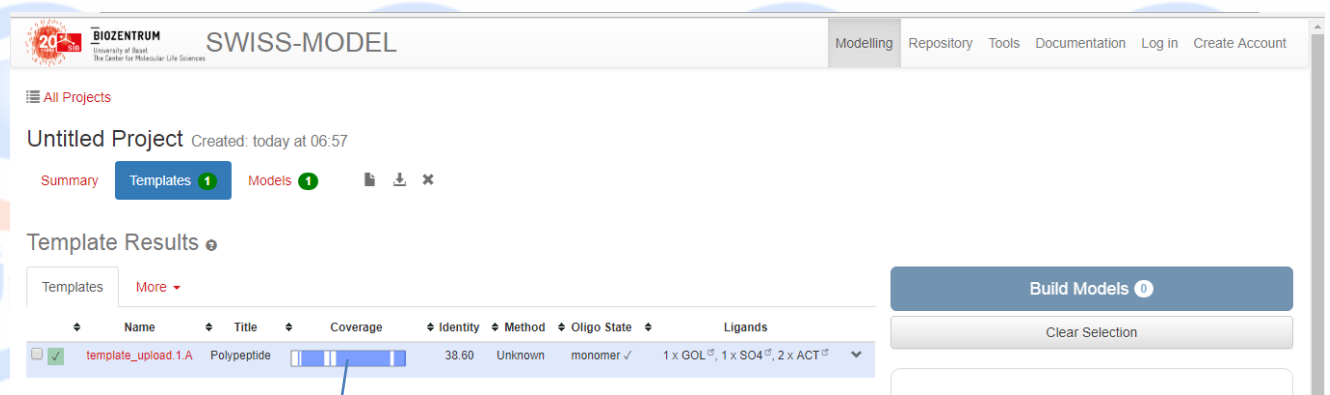 20 SIB BIOZENTRUM
University of Basel
The Center for Molecular Life Sciences
SWISS-MODEL
Modelling Repository Tools Documentation Log in Create Account
All Projects
Untitled Project Created: today at 06:57
Summary Templates 1 Models 1
Template Results
Templates More
Build Models 0
Name Title Coverage Identity Method Oligo State Ligands
Clear Selection
template_upload.1.A Polypeptide 38.60 Unknown monomer ✓ 1 x GOL, 1 x SO4, 2 x ACT